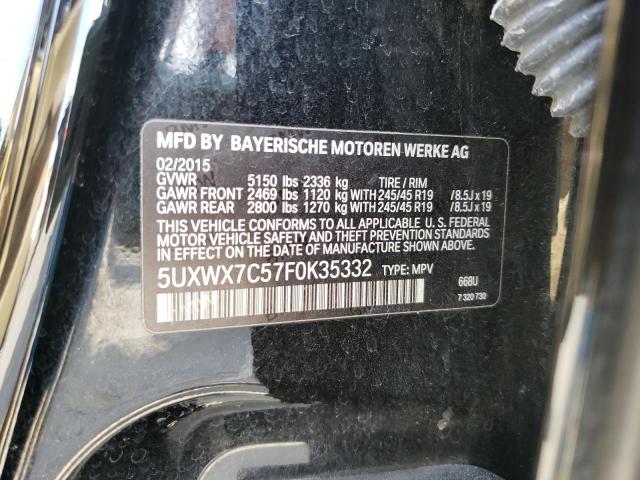 MFD BY BAYERISCHE MOTOREN WERKE AG
02/2015
GVWR 5150 lbs 2336 kg TIRE / RIM
GAWR FRONT 2469 lbs 1120 kg WITH 245/45 R19 /8.5J x 19
GAWR REAR 2800 lbs 1270 kg WITH 245/45 R19 /8.5J x 19
THIS VEHICLE CONFORMS TO ALL APPLICABLE U. S. FEDERAL
MOTOR VEHICLE SAFETY AND THEFT PREVENTION STANDARDS
IN EFFECT ON THE DATE OF MANUFACTURE SHOWN ABOVE.
5UXWX7C57F0K35332 TYPE: MPV 668U
7 320 730